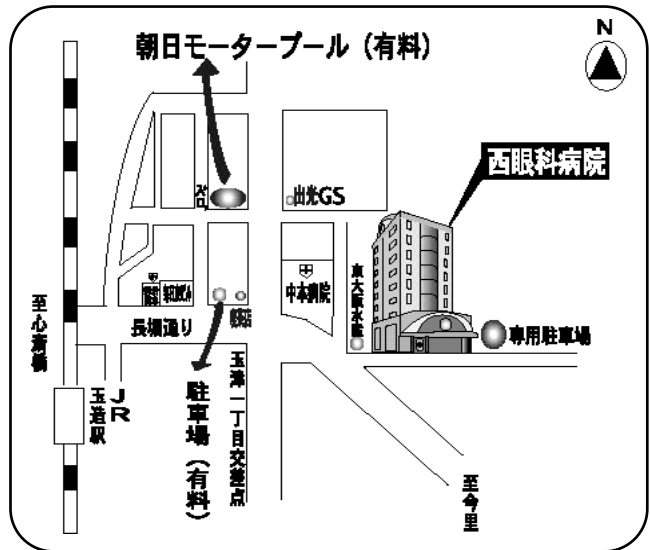 N
朝日モータープール（有料）
西眼科病院
出光GS
中本病院
東大阪水道
専用駐車場
長堀通り
至心斎橋
JR
玉造駅
駐車場（有料）
玉津一丁目交差点
至今里